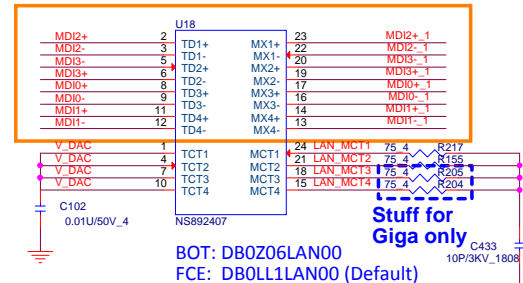 U18
MDI2+ 2 TD1+ MX1+ 23 MDI2+_1
MDI2- 3 TD1- MX1- 22 MDI2-_1
MDI3- 5 TD2+ MX2+ 20 MDI3-_1
MDI3+ 6 TD2- MX2- 19 MDI3+_1
MDI0+ 8 TD3+ MX3+ 17 MDI0+_1
MDI0- 9 TD3- MX3- 16 MDI0-_1
MDI1+ 11 TD4+ MX4+ 14 MDI1+_1
MDI1- 12 TD4- MX4- 13 MDI1-_1
V_DAC 1 TCT1 MCT1 24 LAN_MCT1 75_4 R217
V_DAC 4 TCT2 MCT2 21 LAN_MCT2 75_4 R155
V_DAC 7 TCT3 MCT3 18 LAN_MCT3 75_4 R205
V_DAC 10 TCT4 MCT4 15 LAN_MCT4 75_4 R204
C102
0.01U/50V_4
NS892407
Stuff for
Giga only
C433
10P/3KV_1808
BOT: DB0Z06LAN00
FCE: DB0LL1LAN00 (Default)